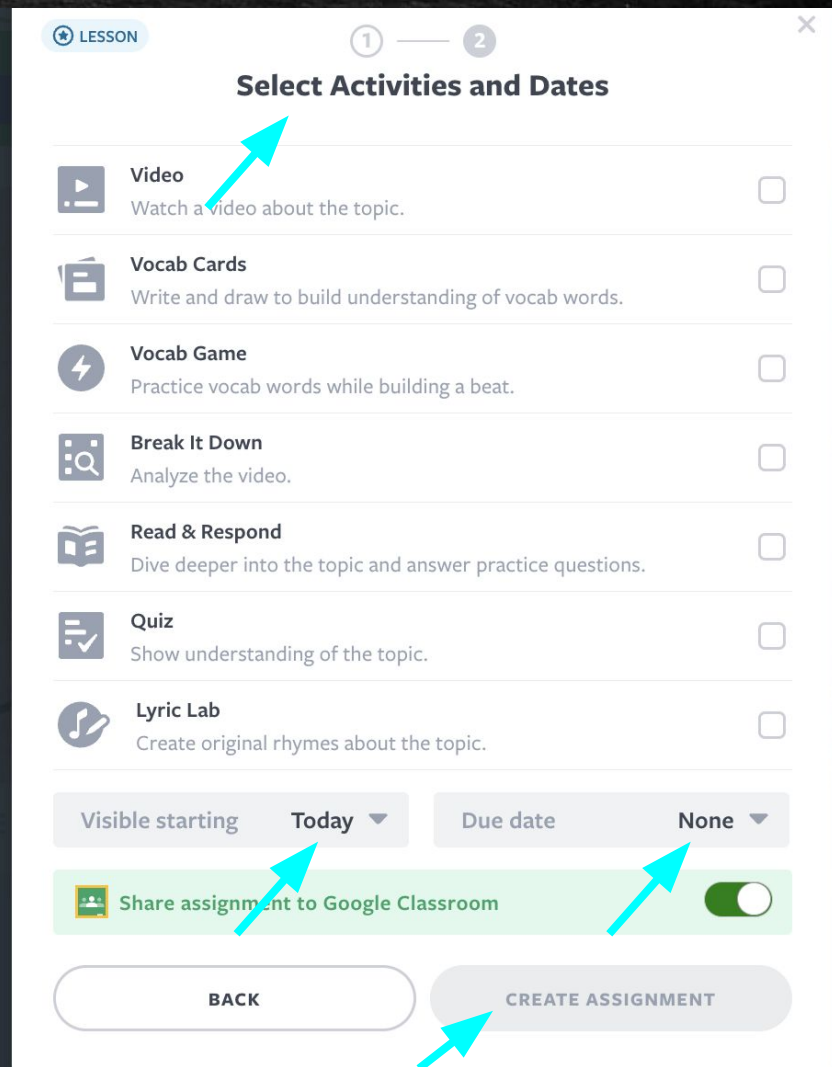 LESSON
1 2
Select Activities and Dates
Video
Watch a video about the topic.
Vocab Cards
Write and draw to build understanding of vocab words.
Vocab Game
Practice vocab words while building a beat.
Break It Down
Analyze the video.
Read & Respond
Dive deeper into the topic and answer practice questions.
Quiz
Show understanding of the topic.
Lyric Lab
Create original rhymes about the topic.
Visible starting Today Due date None
Share assignment to Google Classroom
BACK CREATE ASSIGNMENT